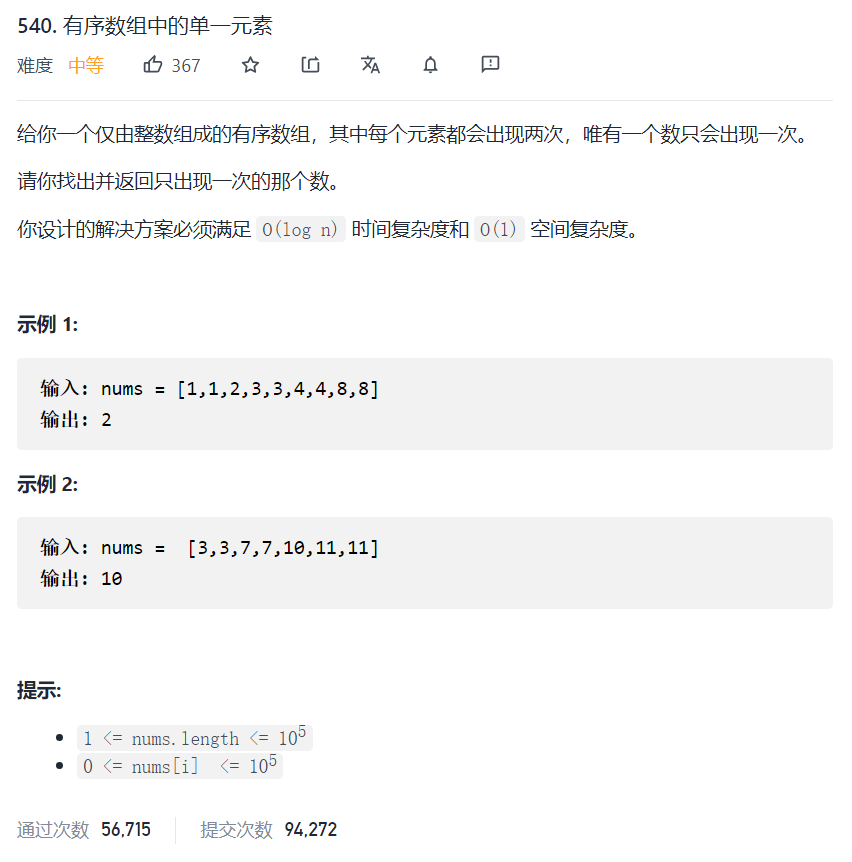 540. 有序数组中的单一元素
难度 中等 367
给你一个仅由整数组成的有序数组，其中每个元素都会出现两次，唯有一个数只会出现一次。
请你找出并返回只出现一次的那个数。
你设计的解决方案必须满足 O(log n) 时间复杂度和 O(1) 空间复杂度。
示例 1:
输入: nums = [1,1,2,3,3,4,4,8,8]
输出: 2
示例 2:
输入: nums =  [3,3,7,7,10,11,11]
输出: 10
提示:
• 1 <= nums.length <= 10⁵
• 0 <= nums[i]  <= 10⁵
通过次数 56,715 提交次数 94,272